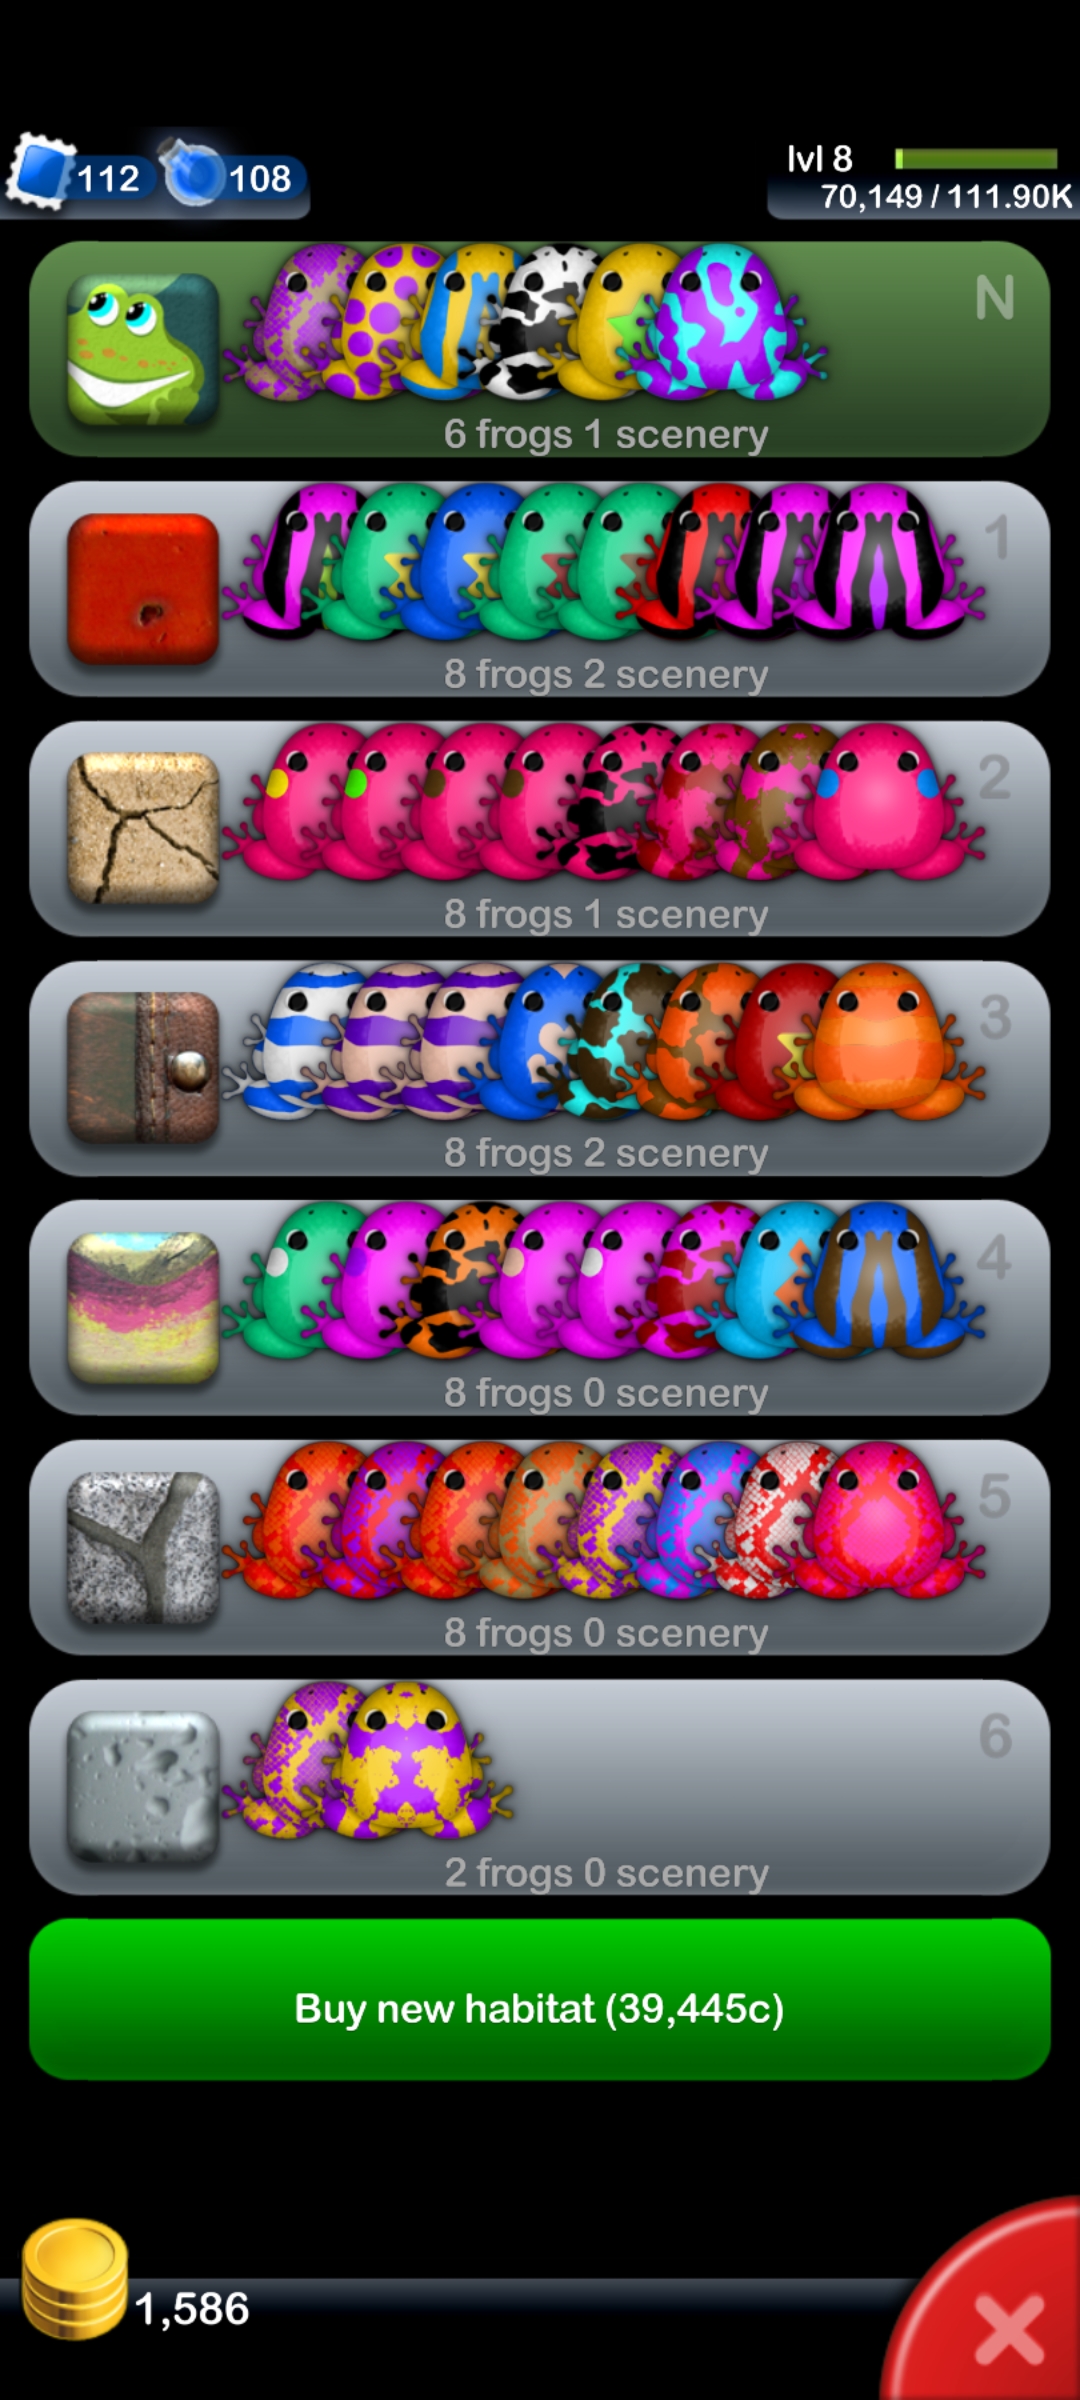 112 108
lvl 8
70,149 / 111.90K
N
6 frogs 1 scenery
1
8 frogs 2 scenery
2
8 frogs 1 scenery
3
8 frogs 2 scenery
4
8 frogs 0 scenery
5
8 frogs 0 scenery
6
2 frogs 0 scenery
Buy new habitat (39,445c)
1,586